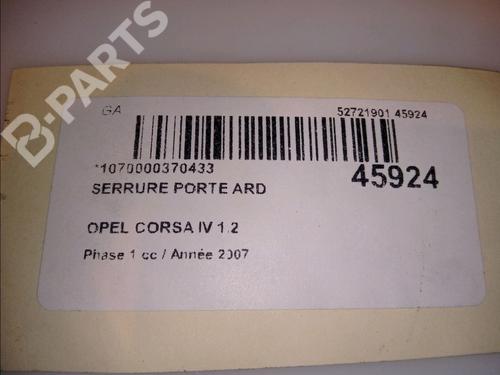 B-PARTS
GA
52721901 45924
*1070000370433
45924
SERRURE PORTE ARD
OPEL CORSA IV 1.2
Phase 1 cc / Année 2007